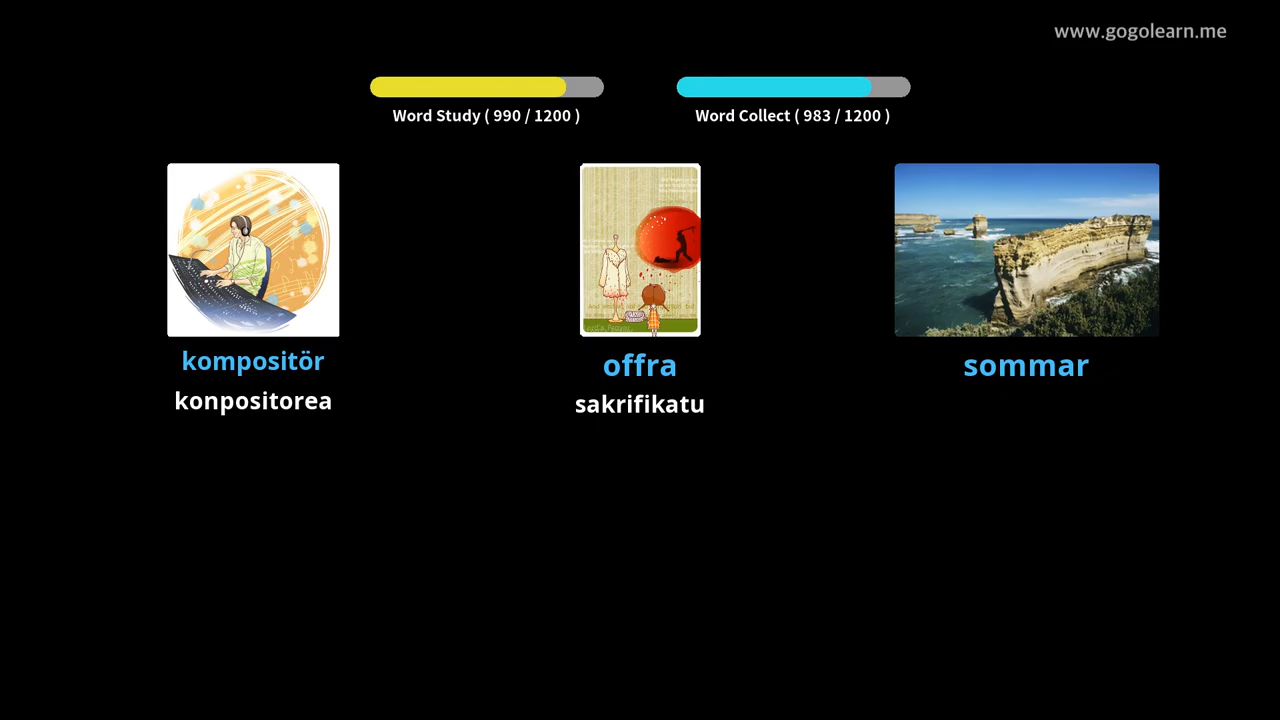 www.gogolearn.me
Word Study ( 990 / 1200 )
Word Collect ( 983 / 1200 )
kompositör
konpositorea
offra
sakrifikatu
sommar